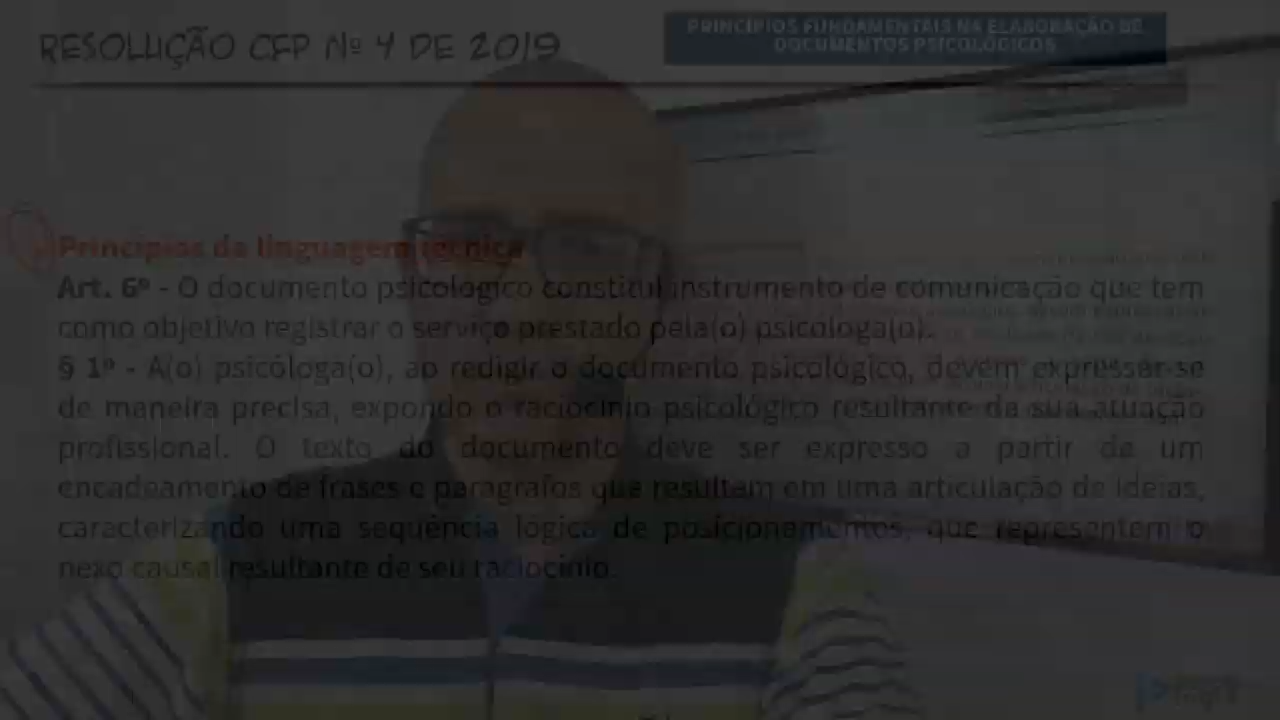 RESOLUÇÃO CFP Nº 4 DE 2019
PRINCÍPIOS FUNDAMENTAIS NA ELABORAÇÃO DE
DOCUMENTOS PSICOLÓGICOS
Princípios da linguagem técnica
Art. 6º - O documento psicológico constitui instrumento de comunicação que tem
como objetivo registrar o serviço prestado pela(o) psicóloga(o).
§ 1º - A(o) psicóloga(o), ao redigir o documento psicológico, devem expressar-se
de maneira precisa, expondo o raciocínio psicológico resultante da sua atuação
profissional. O texto do documento deve ser expresso a partir de um
encadeamento de frases e parágrafos que resultam em uma articulação de ideias,
caracterizando uma sequência lógica de posicionamentos, que representem o
nexo causal resultante de seu raciocínio.